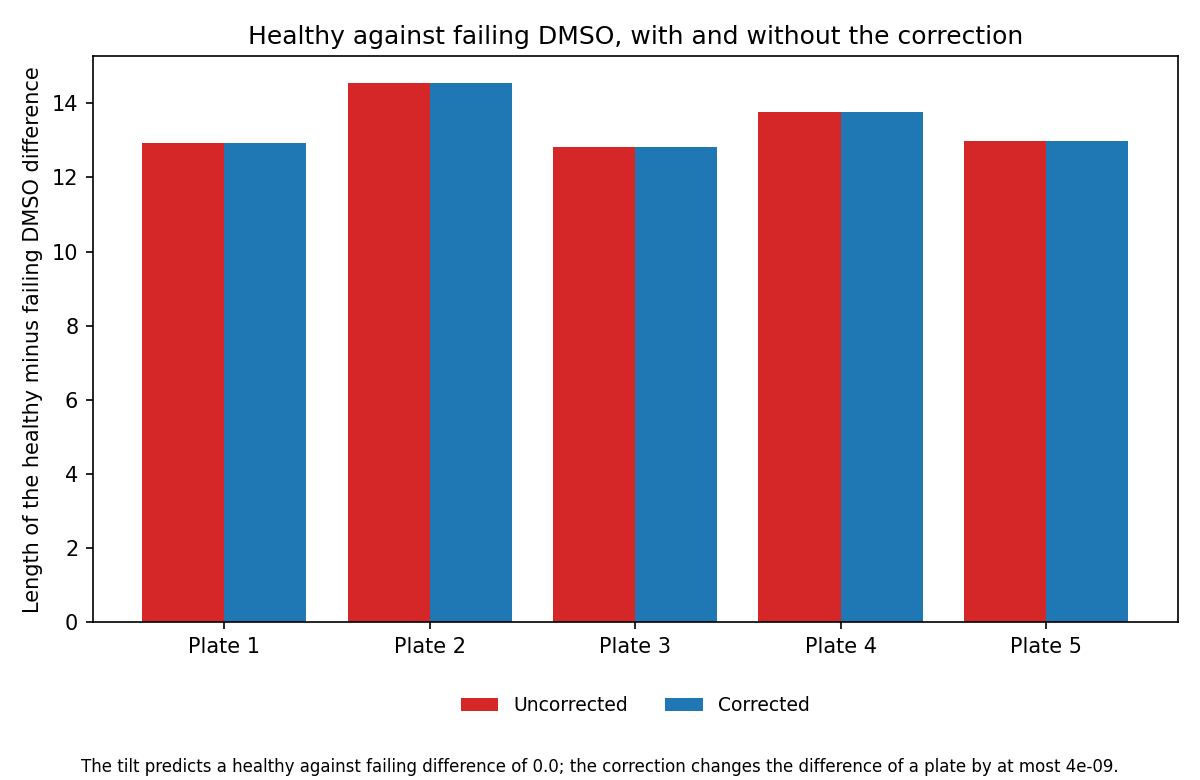 Healthy against failing DMSO, with and without the correction
Length of the healthy minus failing DMSO difference
14
12
10
8
6
4
2
0
Plate 1 Plate 2 Plate 3 Plate 4 Plate 5
Uncorrected Corrected
The tilt predicts a healthy against failing difference of 0.0; the correction changes the difference of a plate by at most 4e-09.